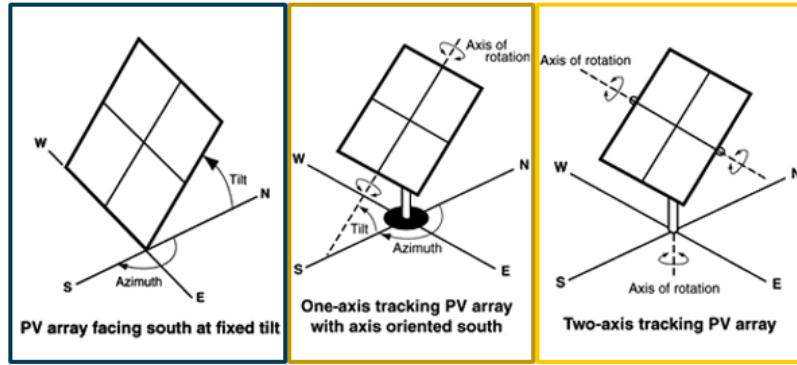 W
N
Tilt
S
Azimuth
E
PV array facing south at fixed tilt
Axis of
rotation
W
N
Tilt
Azimuth
S
E
One-axis tracking PV array
with axis oriented south
Axis of rotation
W
N
S
E
Axis of rotation
Two-axis tracking PV array